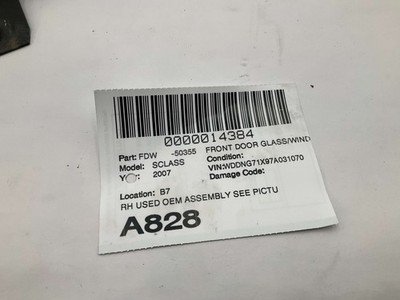 0000014384
Part: FDW -50355 FRONT DOOR GLASS/WIND
Model: SCLASS Condition:
Year: 2007 VIN:WDDNG71X97A031070
Damage Code:
Location: B7
RH USED OEM ASSEMBLY SEE PICTU
A828